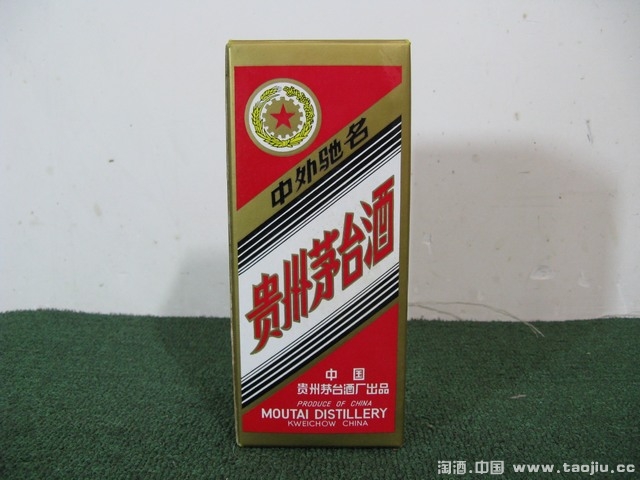 中外驰名
贵州茅台酒
中国
贵州茅台酒厂出品
PRODUCE OF CHINA
MOUTAI DISTILLERY
KWEICHOW CHINA
淘酒.中国 www.taojiu.cc